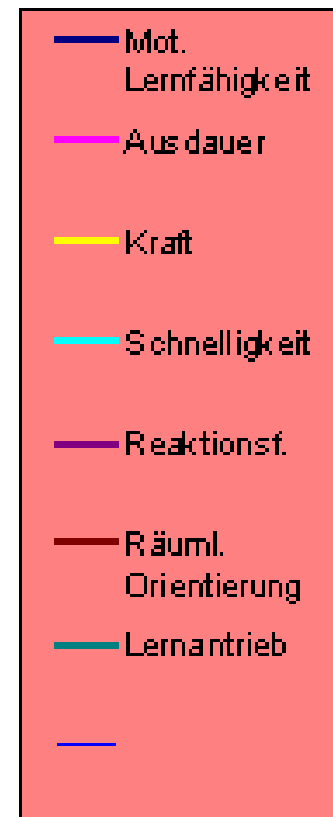 Mot.
Lernfähigkeit
Ausdauer
Kraft
Schnelligkeit
Reaktionsf.
Räuml.
Orientierung
Lernantrieb